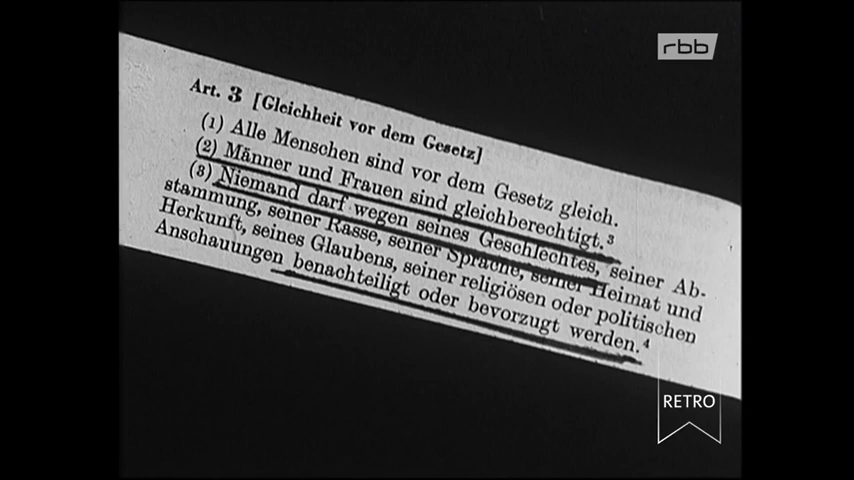 rbb
Art. 3 [Gleichheit vor dem Gesetz]
(1) Alle Menschen sind vor dem Gesetz gleich.
(2) Männer und Frauen sind gleichberechtigt.³
(3) Niemand darf wegen seines Geschlechtes, seiner Ab-
stammung, seiner Rasse, seiner Sprache, seiner Heimat und
Herkunft, seines Glaubens, seiner religiösen oder politischen
Anschauungen benachteiligt oder bevorzugt werden.⁴
RETRO